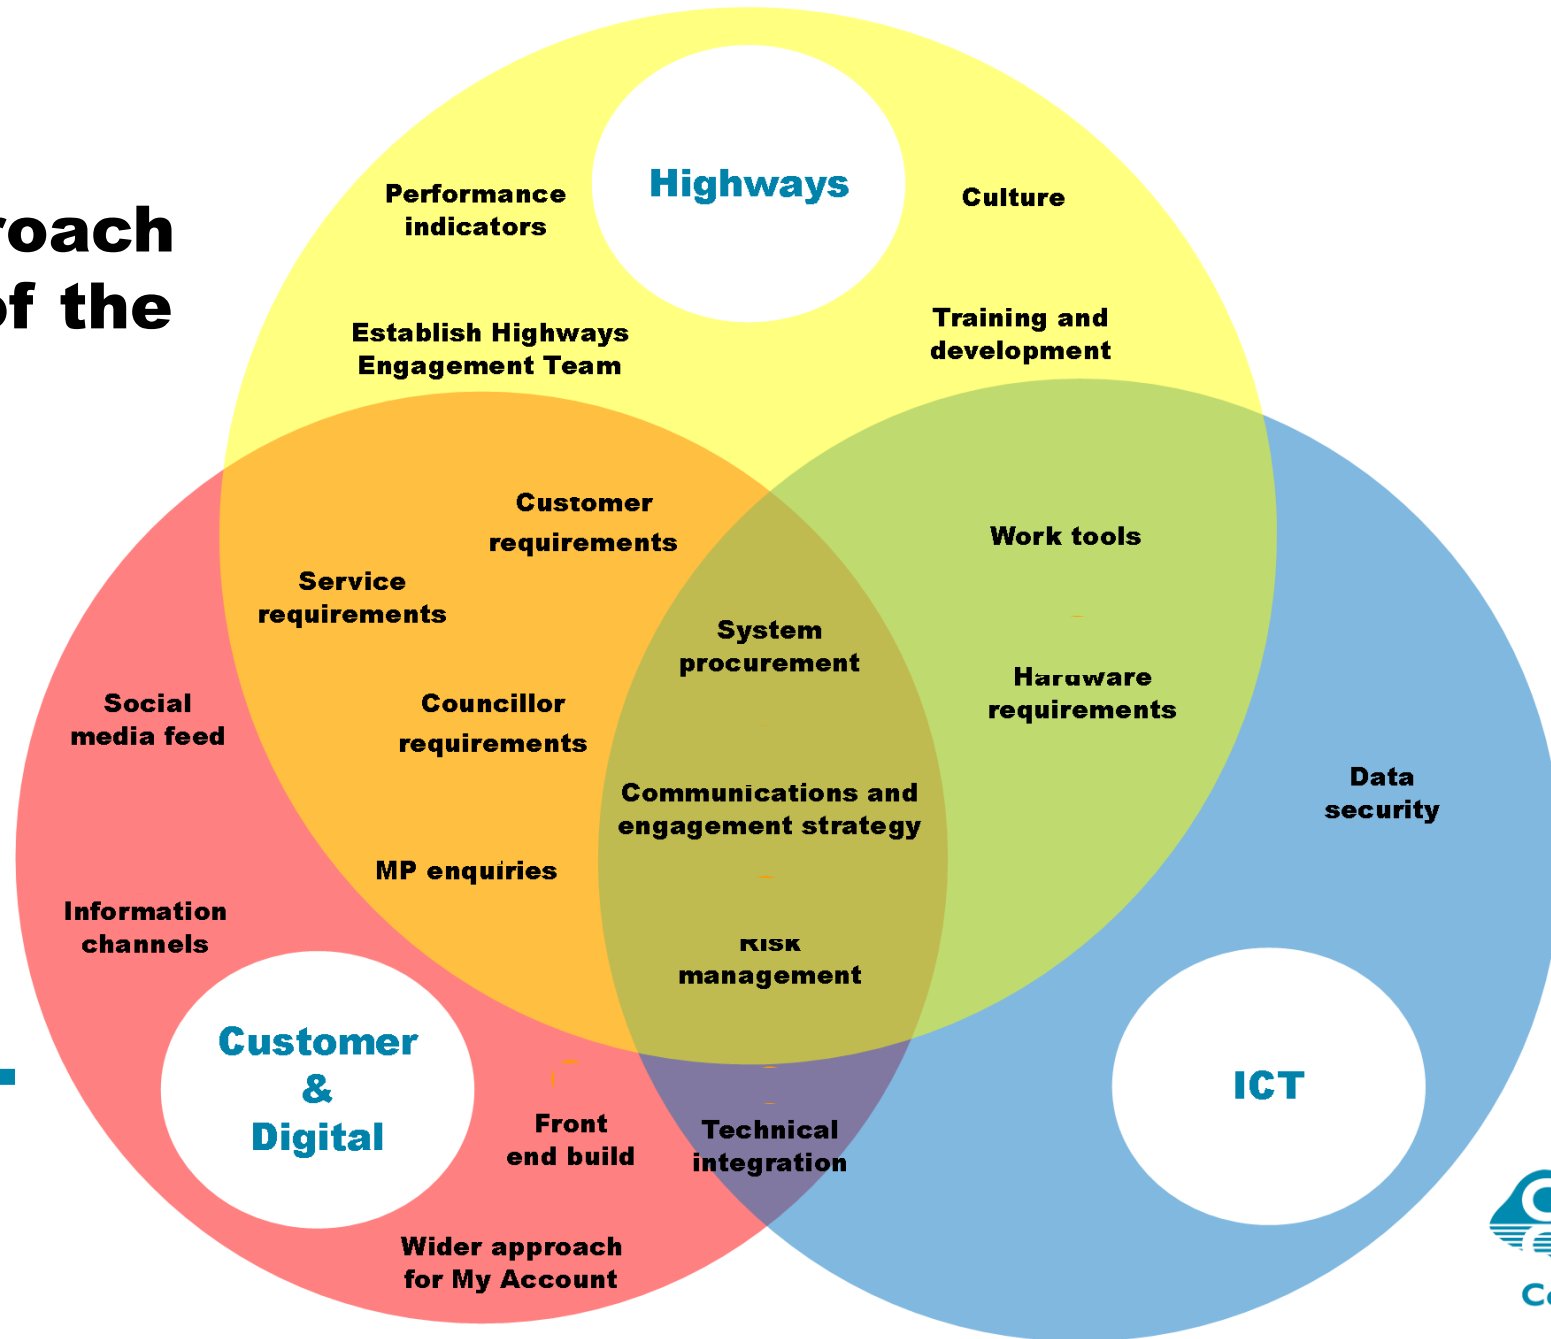 roach
of the
Highways
Performance
indicators
Culture
Establish Highways
Engagement Team
Training and
development
Customer
requirements
Service
requirements
Work tools
System
procurement
Hardware
requirements
Social
media feed
Councillor
requirements
Communications and
engagement strategy
Data
security
MP enquiries
Information
channels
Risk
management
Customer
&
Digital
ICT
Front
end build
Technical
integration
Wider approach
for My Account